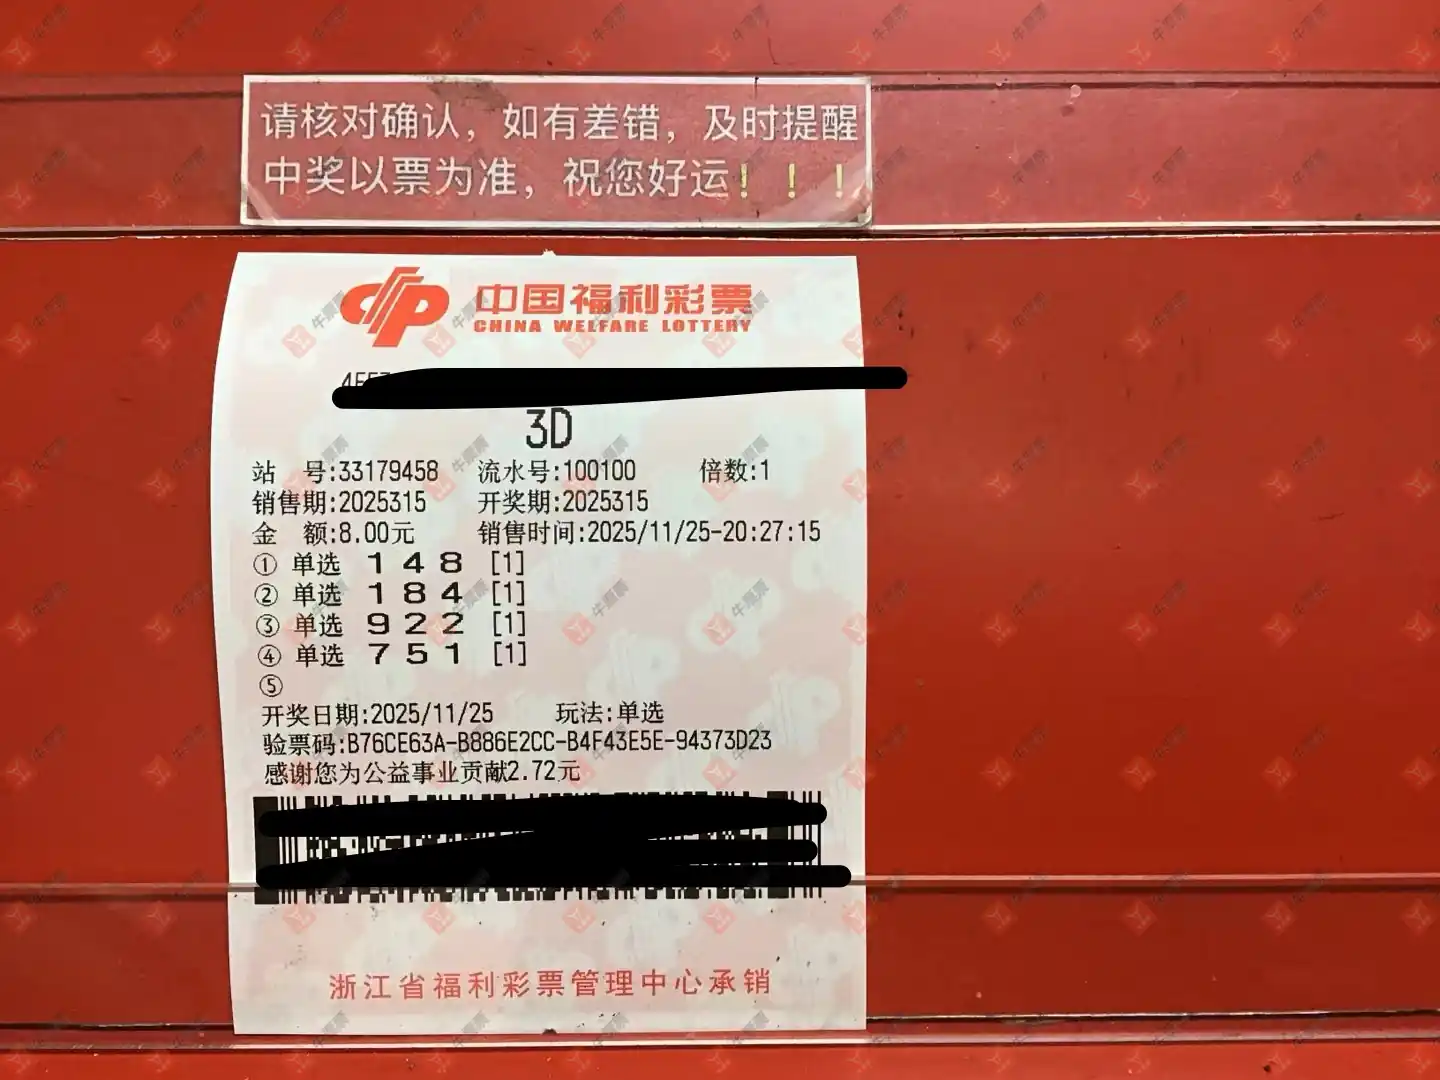 请核对确认，如有差错，及时提醒
中奖以票为准，祝您好运！！！
中国福利彩票
CHINA WELFARE LOTTERY
3D
站 号:33179458 流水号:100100 倍数:1
销售期:2025315 开奖期:2025315
金 额:8.00元 销售时间:2025/11/25-20:27:15
① 单选 1 4 8 [1]
② 单选 1 8 4 [1]
③ 单选 9 2 2 [1]
④ 单选 7 5 1 [1]
⑤
开奖日期:2025/11/25 玩法:单选
验票码:B76CE63A-B886E2CC-B4F43E5E-94373D23
感谢您为公益事业贡献2.72元
浙江省福利彩票管理中心承销
牛票票